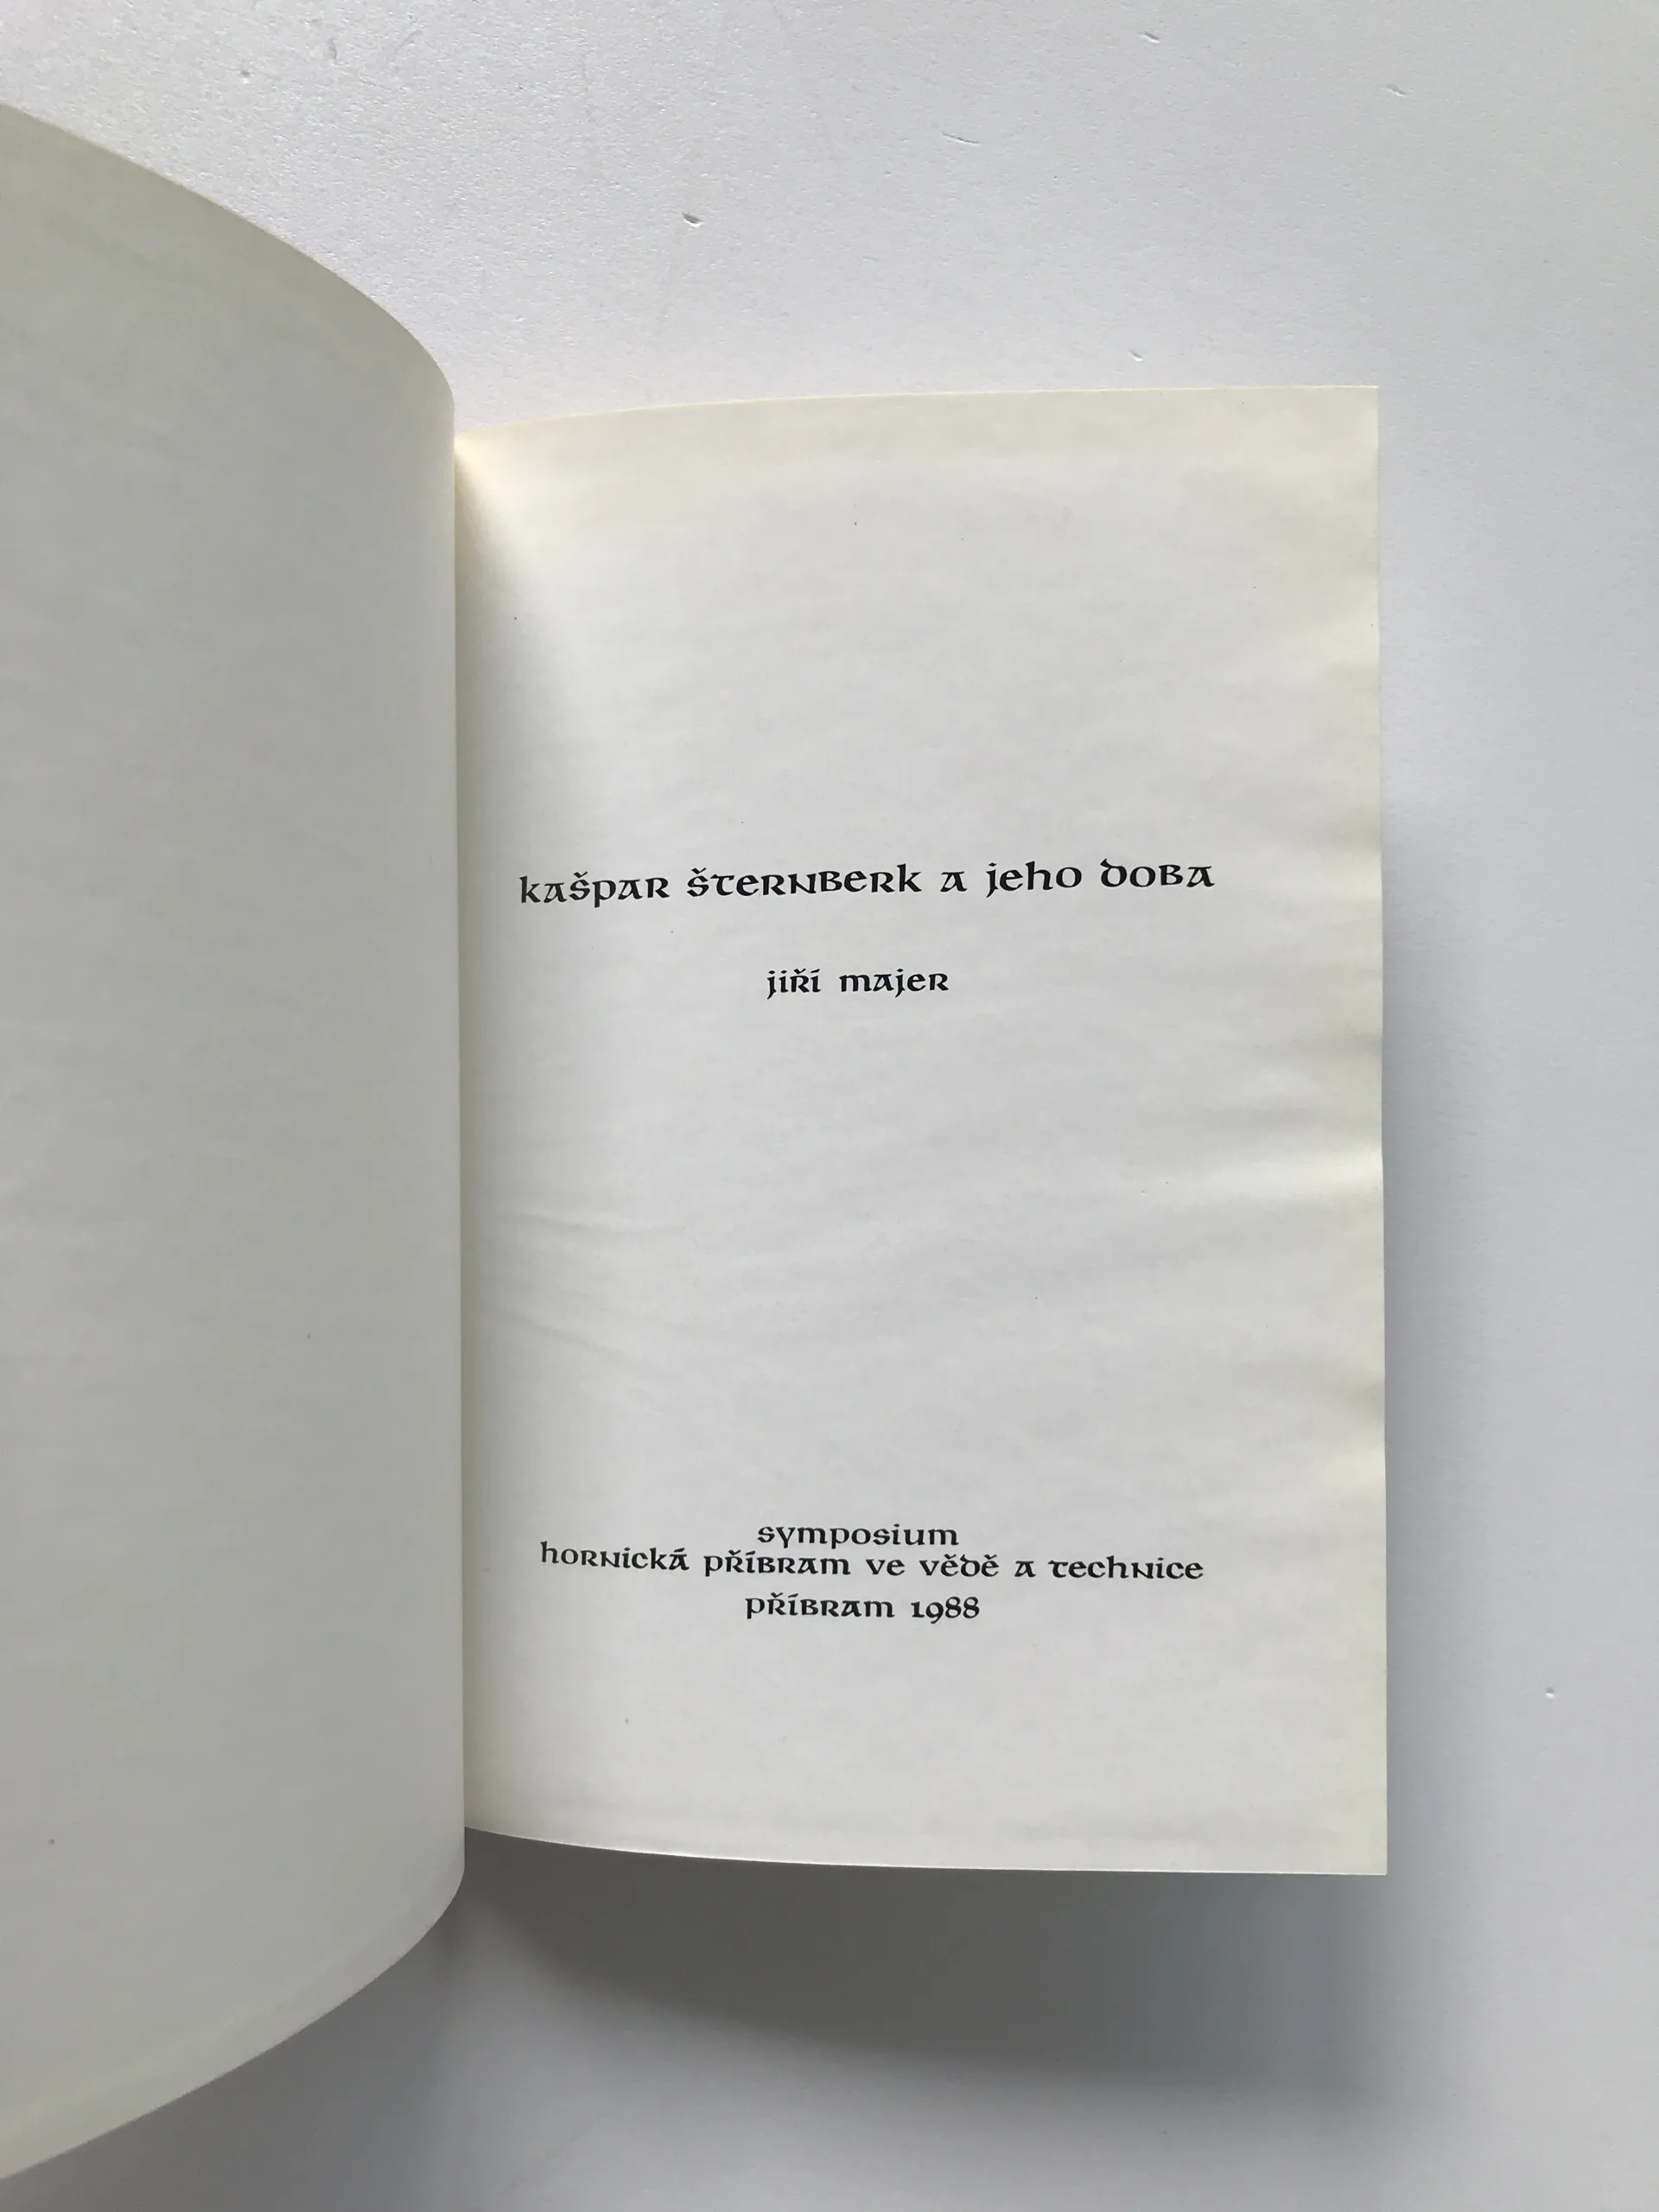 kašpar šternberk a jeho doba
jiří majer
symposium
hornická příbram ve vědě a technice
příbram 1988